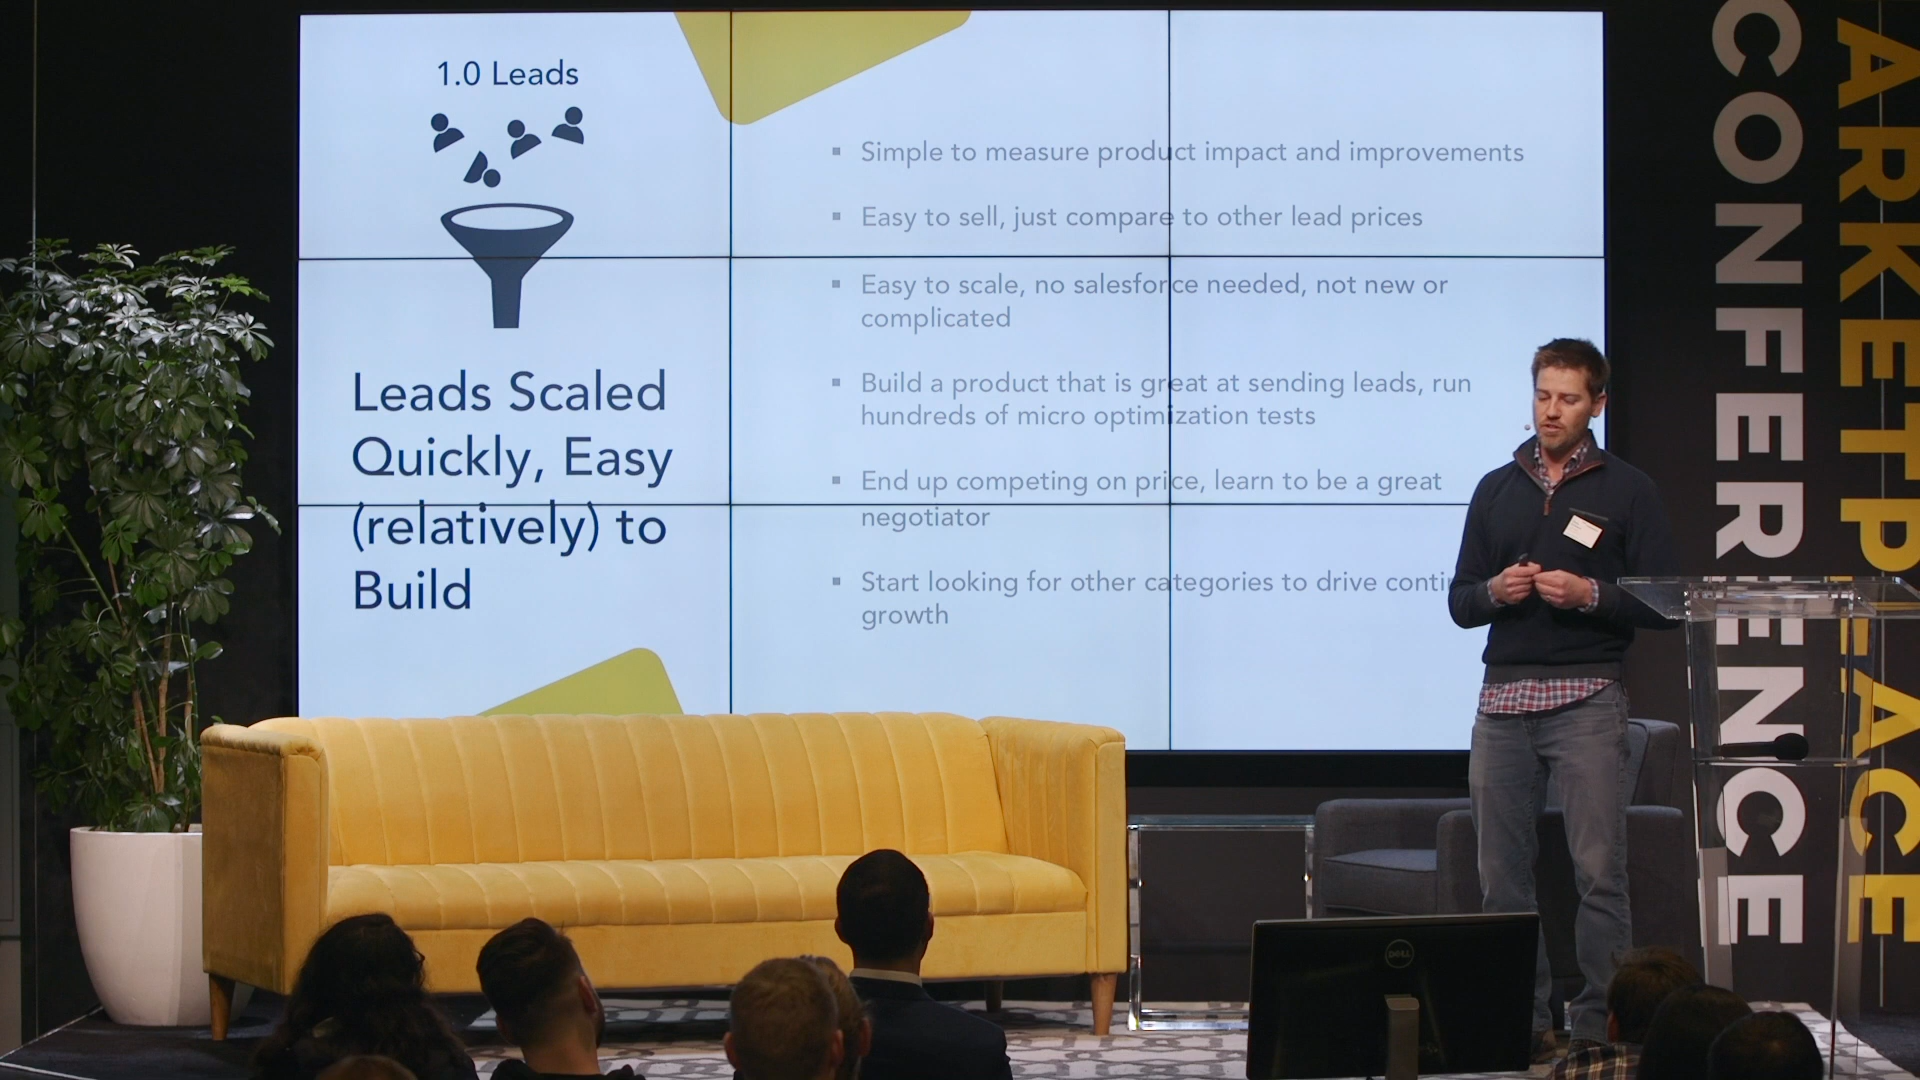 1.0 Leads
Leads Scaled
Quickly, Easy
(relatively) to
Build
▪ Simple to measure product impact and improvements
▪ Easy to sell, just compare to other lead prices
▪ Easy to scale, no salesforce needed, not new or
complicated
▪ Build a product that is great at sending leads, run
hundreds of micro optimization tests
▪ End up competing on price, learn to be a great
negotiator
▪ Start looking for other categories to drive
growth
ARKETPLACE
CONFERENCE
DELL